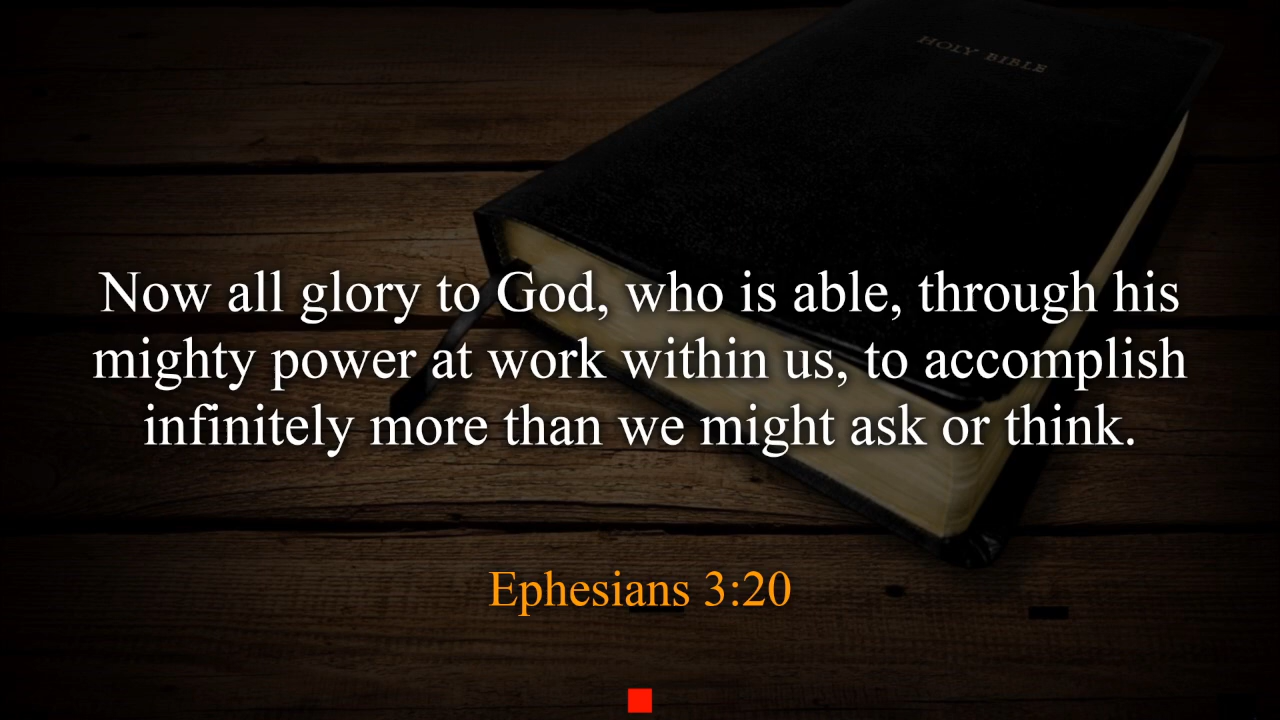 HOLY BIBLE
Now all glory to God, who is able, through his
mighty power at work within us, to accomplish
infinitely more than we might ask or think.
Ephesians 3:20